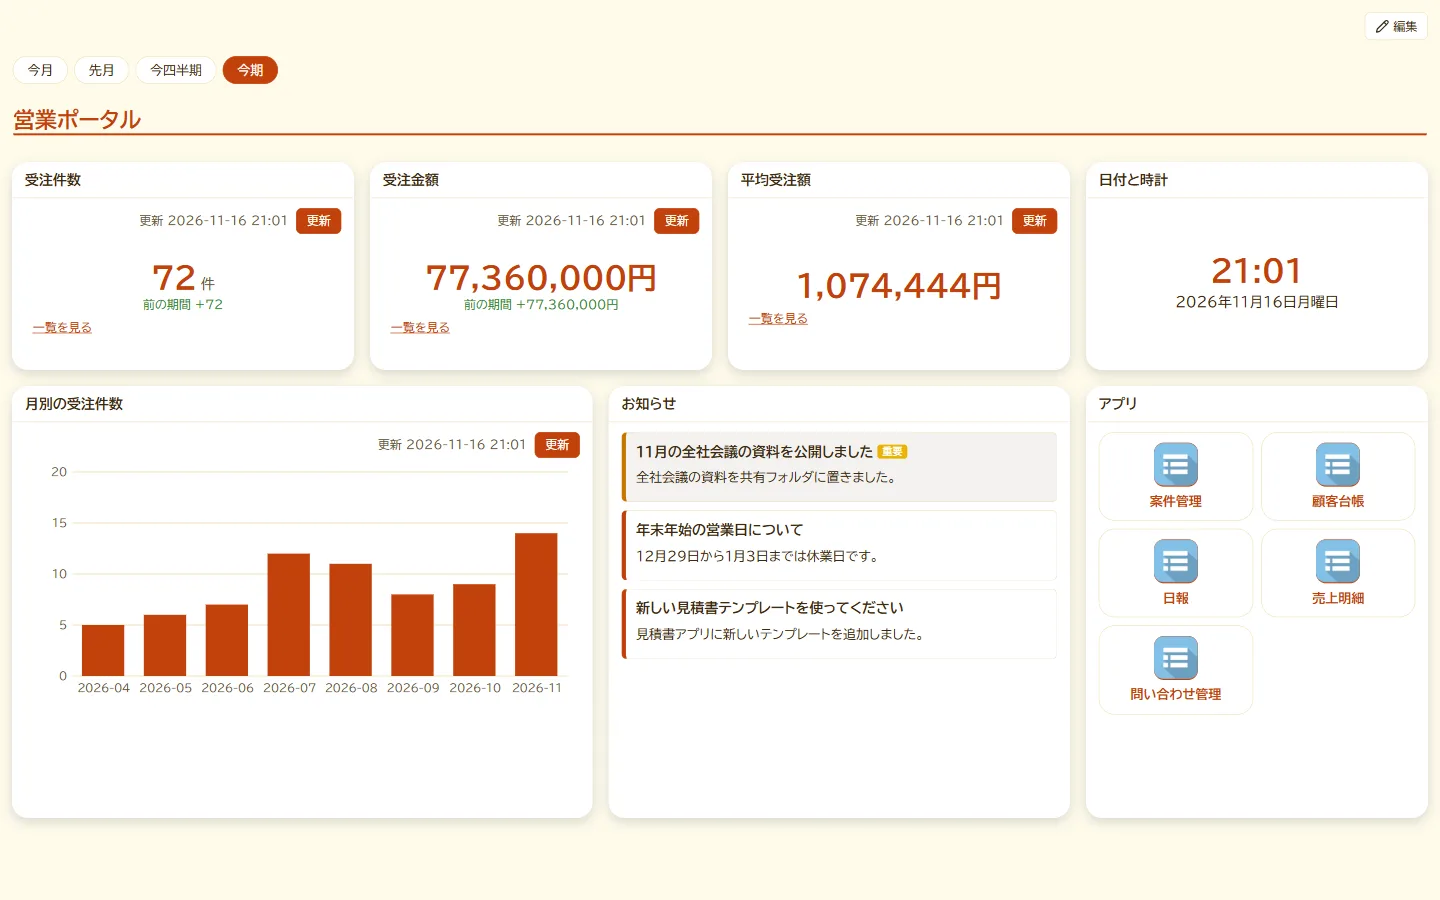 編集
今月 先月 今四半期 今期
営業ポータル
受注件数
更新 2026-11-16 21:01 更新
72 件
前の期間 +72
一覧を見る
受注金額
更新 2026-11-16 21:01 更新
77,360,000円
前の期間 +77,360,000円
一覧を見る
平均受注額
更新 2026-11-16 21:01 更新
1,074,444円
一覧を見る
日付と時計
21:01
2026年11月16日月曜日
月別の受注件数
更新 2026-11-16 21:01 更新
20
15
10
5
0
2026-04 2026-05 2026-06 2026-07 2026-08 2026-09 2026-10 2026-11
お知らせ
11月の全社会議の資料を公開しました 重要
全社会議の資料を共有フォルダに置きました。
年末年始の営業日について
12月29日から1月3日までは休業日です。
新しい見積書テンプレートを使ってください
見積書アプリに新しいテンプレートを追加しました。
アプリ
案件管理 顧客台帳
日報 売上明細
問い合わせ管理